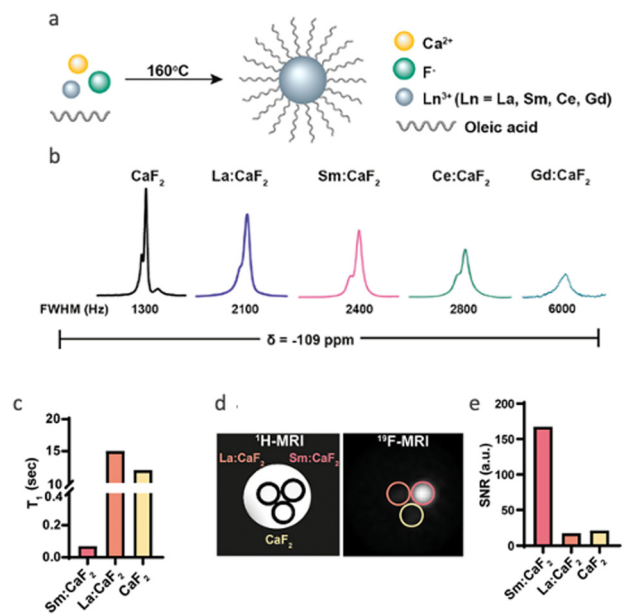 a
160°C
Ca²⁺
F⁻
Ln³⁺ (Ln = La, Sm, Ce, Gd)
Oleic acid
b
CaF₂ La:CaF₂ Sm:CaF₂ Ce:CaF₂ Gd:CaF₂
FWHM (Hz) 1300 2100 2400 2800 6000
δ = -109 ppm
c
T₁ (sec)
20
15
10
0.4
0.2
0.0
Sm:CaF₂ La:CaF₂ CaF₂
d
¹H-MRI ¹⁹F-MRI
La:CaF₂ Sm:CaF₂
CaF₂
e
SNR (a.u.)
200
150
100
50
0
Sm:CaF₂ La:CaF₂ CaF₂